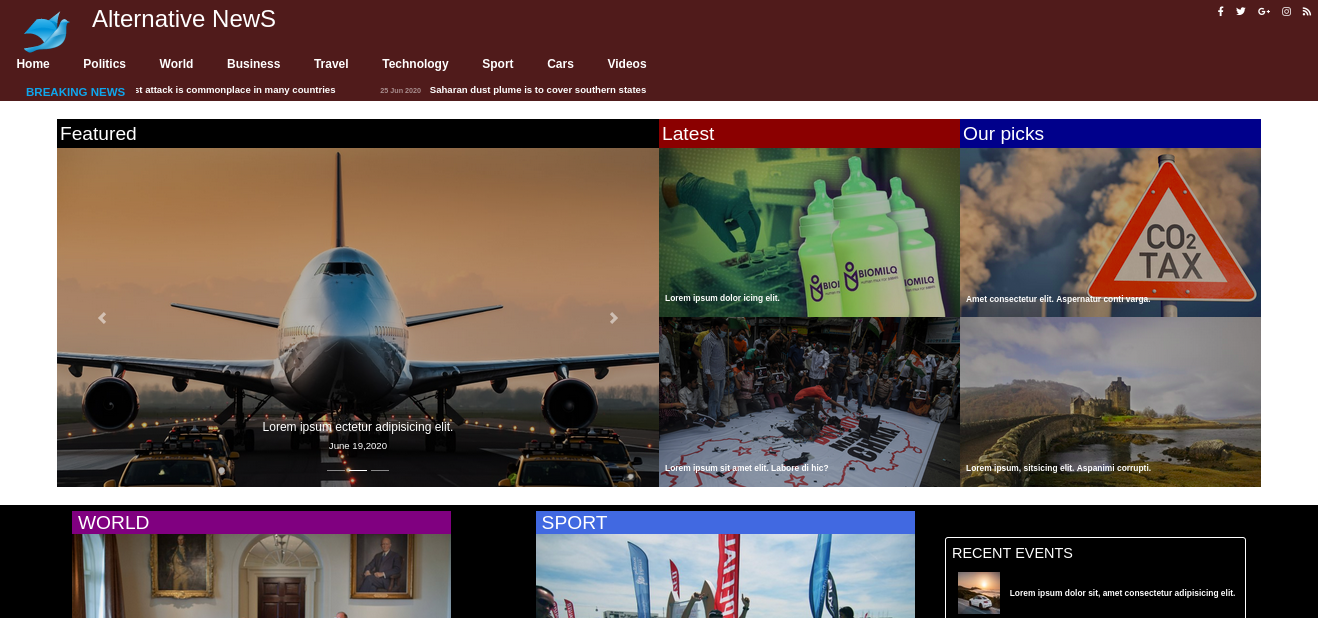 Alternative NewS
Home Politics World Business Travel Technology Sport Cars Videos
BREAKING NEWS st attack is commonplace in many countries 25 Jun 2020 Saharan dust plume is to cover southern states
Featured
Latest
Our picks
BIOMILQ
CO2
TAX
Lorem ipsum dolor icing elit.
Amet consectetur elit. Aspernatur conti varga.
Lorem ipsum ectetur adipisicing elit.
June 19,2020
Lorem ipsum sit amet elit. Labore di hic?
Lorem ipsum, sitsicing elit. Aspanimi corrupti.
WORLD
SPORT
RECENT EVENTS
Lorem ipsum dolor sit, amet consectetur adipisicing elit.